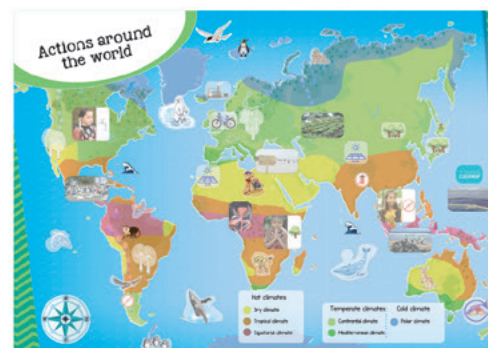 Actions around
the world
Hot climates
Dry climate
Tropical climate
Equatorial climate
Temperate climates
Continental climate
Mediterranean climate
Cold climate
Polar climate